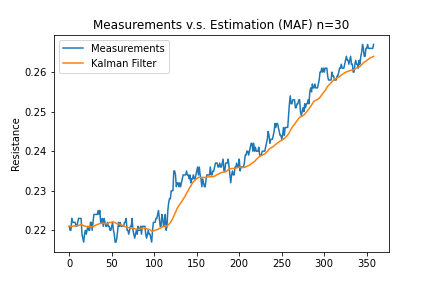 Measurements v.s. Estimation (MAF) n=30
Measurements
Kalman Filter
Resistance
0.26
0.25
0.24
0.23
0.22
0 50 100 150 200 250 300 350